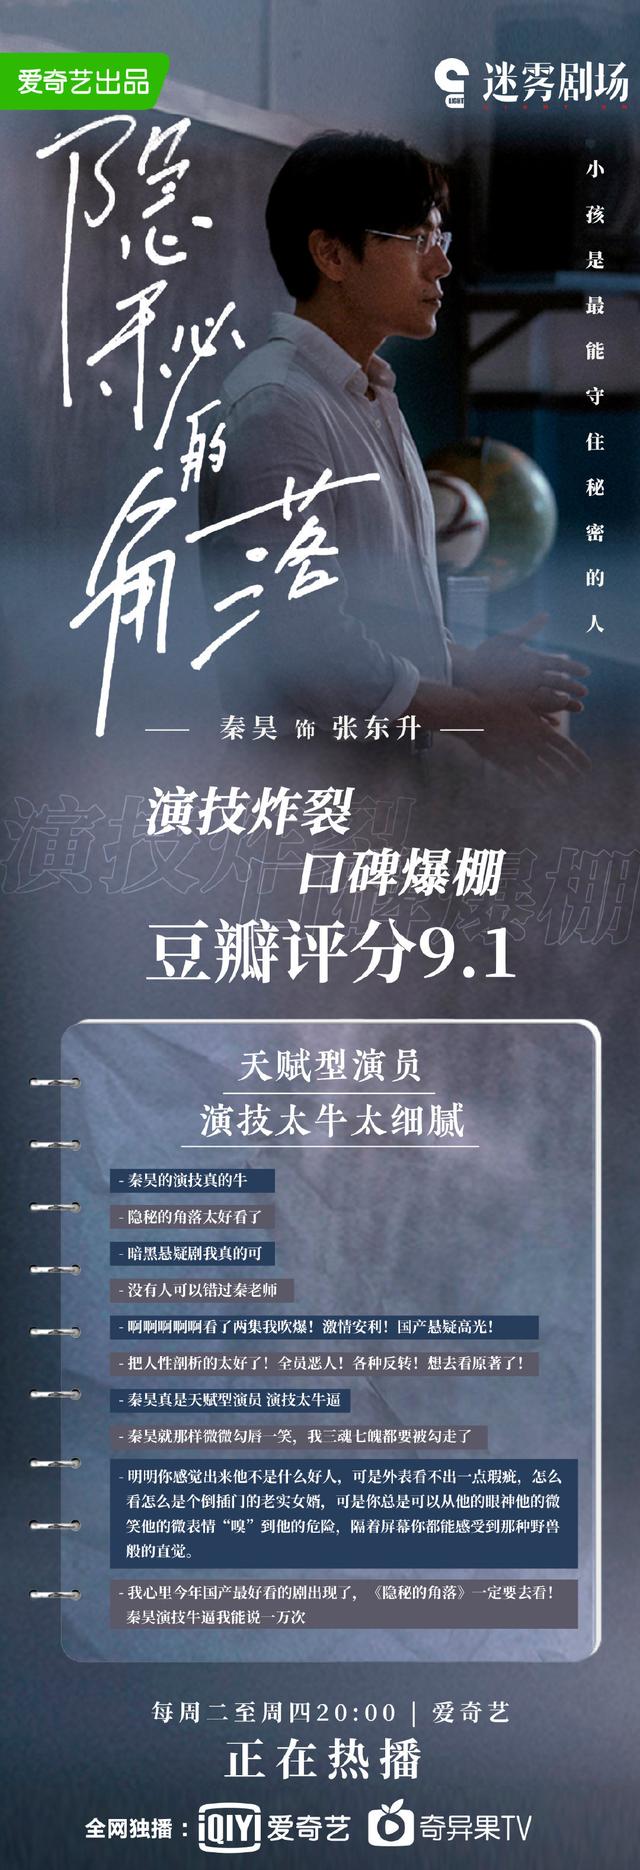 爱奇艺出品
LIGHT
迷雾剧场
隐秘的角落
小孩是最能守住秘密的人
秦昊 饰 张东升
演技炸裂
口碑爆棚
演技炸裂
口碑爆棚
豆瓣评分9.1
天赋型演员
演技太牛太细腻
- 秦昊的演技真的牛
- 隐秘的角落太好看了
- 暗黑悬疑剧我真的可
- 没有人可以错过秦老师
- 啊啊啊啊啊看了两集我吹爆！激情安利！国产悬疑高光！
- 把人性剖析的太好了！全员恶人！各种反转！想去看原著了！
- 秦昊真是天赋型演员 演技太牛逼
- 秦昊就那样微微勾唇一笑，我三魂七魄都要被勾走了
- 明明你感觉出来他不是什么好人，可是外表看不出一点瑕疵，怎么
看怎么是个倒插门的老实女婿，可是你总是可以从他的眼神他的微
笑他的微表情“嗅”到他的危险，隔着屏幕你都能感受到那种野兽
般的直觉。
- 我心里今年国产最好看的剧出现了，《隐秘的角落》一定要去看！
秦昊演技牛逼我能说一万次
每周二至周四20:00 | 爱奇艺
正在热播
全网独播：iQIYI 爱奇艺 奇异果TV